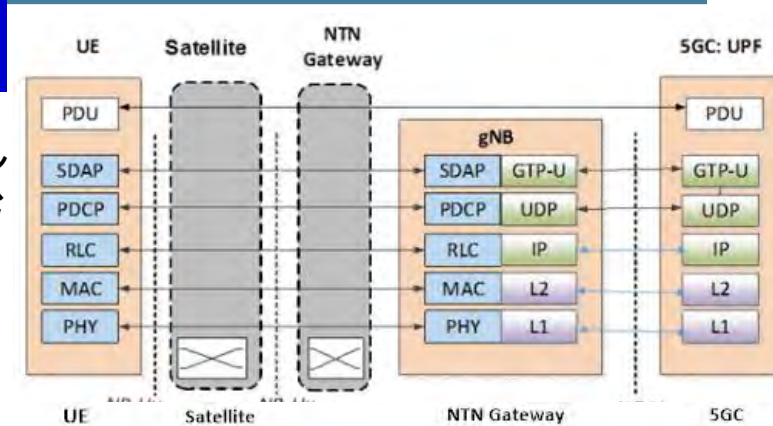 UE Satellite NTN Gateway 5GC: UPF
PDU PDU
gNB
SDAP SDAP GTP-U GTP-U
PDCP PDCP UDP UDP
RLC RLC IP IP
MAC MAC L2 L2
PHY PHY L1 L1
UE Satellite NTN Gateway 5GC